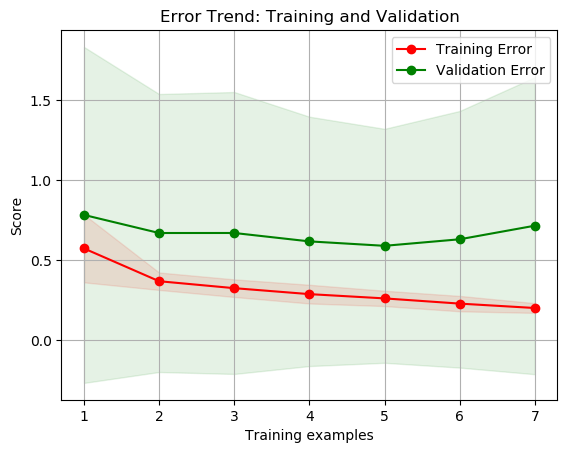 Error Trend: Training and Validation
Training Error
Validation Error
1.5
1.0
0.5
0.0
Score
1 2 3 4 5 6 7
Training examples